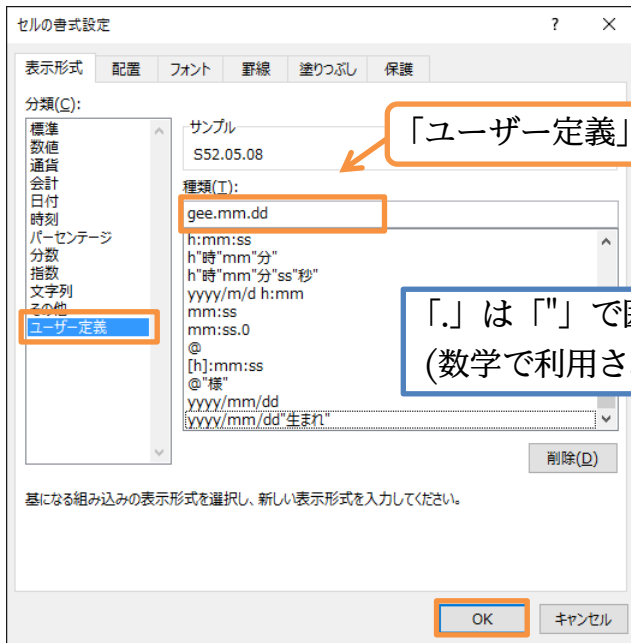 セルの書式設定 ? ×
表示形式 配置 フォント 罫線 塗りつぶし 保護
分類(C):
標準
数値
通貨
会計
日付
時刻
パーセンテージ
分数
指数
文字列
その他
ユーザー定義
サンプル
S52.05.08
「ユーザー定義」
種類(T):
gee.mm.dd
h:mm:ss
h"時"mm"分"
h"時"mm"分"ss"秒"
yyyy/m/d h:mm
mm:ss
mm:ss.0
@
[h]:mm:ss
@"様"
yyyy/mm/dd
yyyy/mm/dd"生まれ"
「.」は「"」で
(数学で利用さ
削除(D)
基になる組み込みの表示形式を選択し、新しい表示形式を入力してください。
OK キャンセル